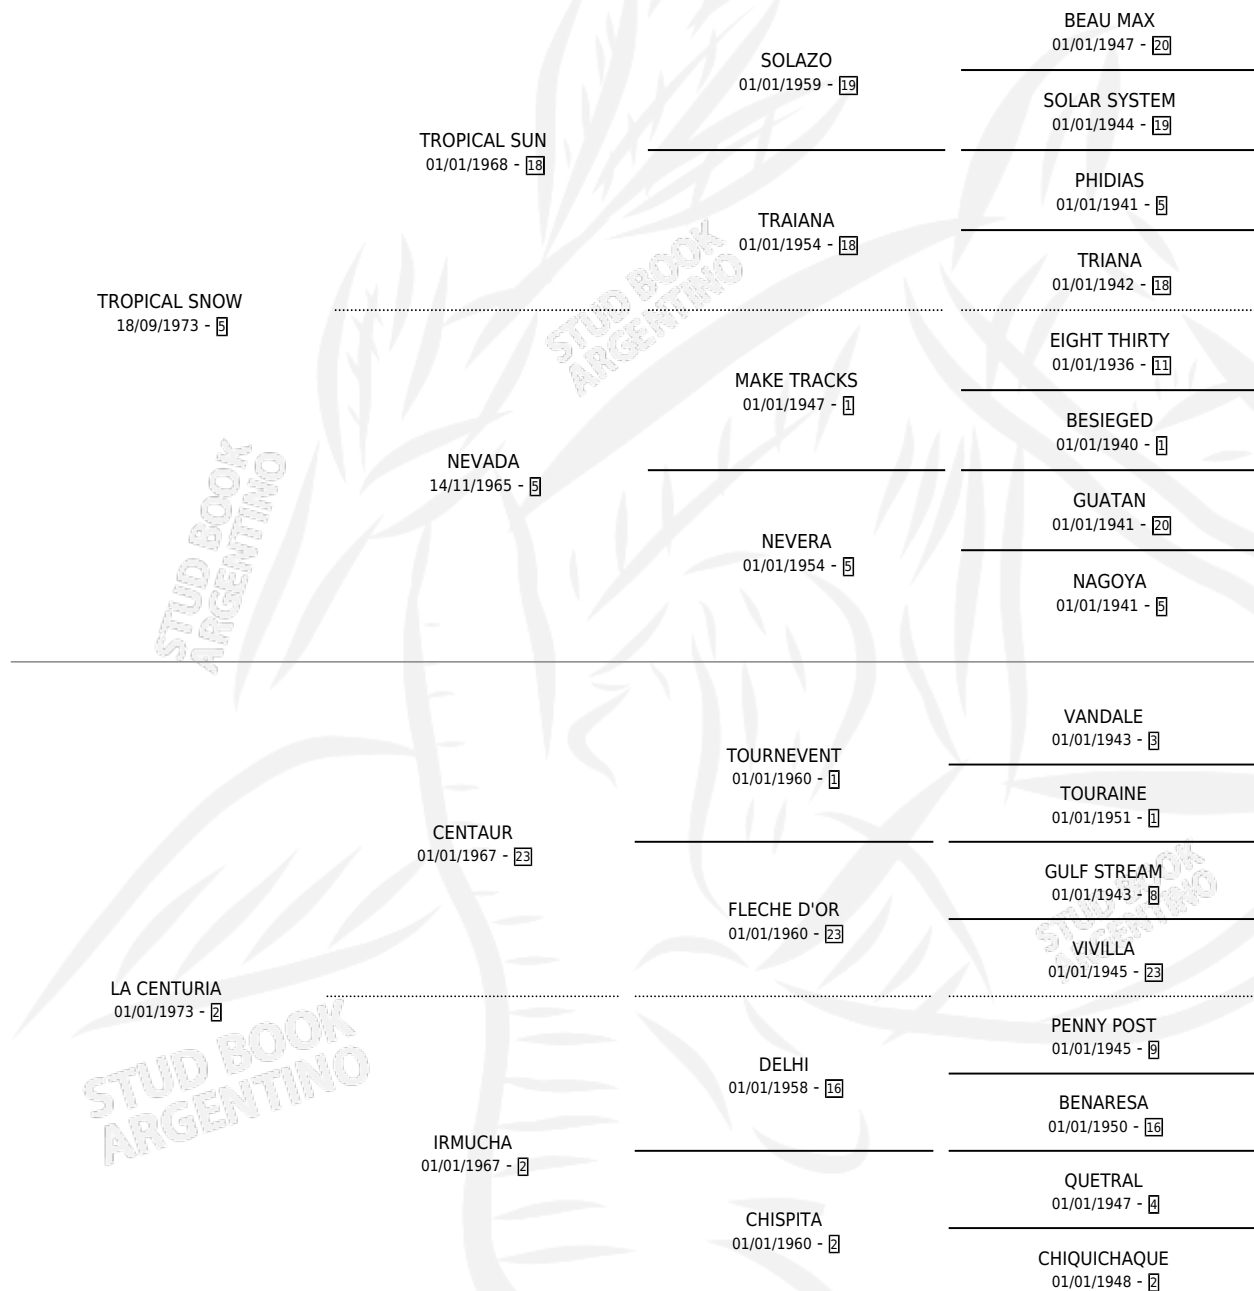 BEAU MAX
01/01/1947 - 20
SOLAZO
01/01/1959 - 19
SOLAR SYSTEM
01/01/1944 - 19
TROPICAL SUN
01/01/1968 - 18
PHIDIAS
01/01/1941 - 5
TRAIANA
01/01/1954 - 18
TRIANA
01/01/1942 - 18
TROPICAL SNOW
18/09/1973 - 5
STUD BOOK
ARGENTINO
EIGHT THIRTY
01/01/1936 - 11
MAKE TRACKS
01/01/1947 - 1
BESIEGED
01/01/1940 - 1
NEVADA
14/11/1965 - 5
GUATAN
01/01/1941 - 20
NEVERA
01/01/1954 - 5
NAGOYA
01/01/1941 - 5
STUD BOOK
ARGENTINO
VANDALE
01/01/1943 - 3
TOURNEVENT
01/01/1960 - 1
TOURAINE
01/01/1951 - 1
CENTAUR
01/01/1967 - 23
GULF STREAM
01/01/1943 - 8
FLECHE D'OR
01/01/1960 - 23
VIVILLA
01/01/1945 - 23
STUD BOOK
ARGENTINO
LA CENTURIA
01/01/1973 - 2
PENNY POST
01/01/1945 - 9
DELHI
01/01/1958 - 16
BENARESA
01/01/1950 - 16
STUD BOOK
ARGENTINO
IRMUCHA
01/01/1967 - 2
QUETRAL
01/01/1947 - 4
CHISPITA
01/01/1960 - 2
CHIQUICHAQUE
01/01/1948 - 2